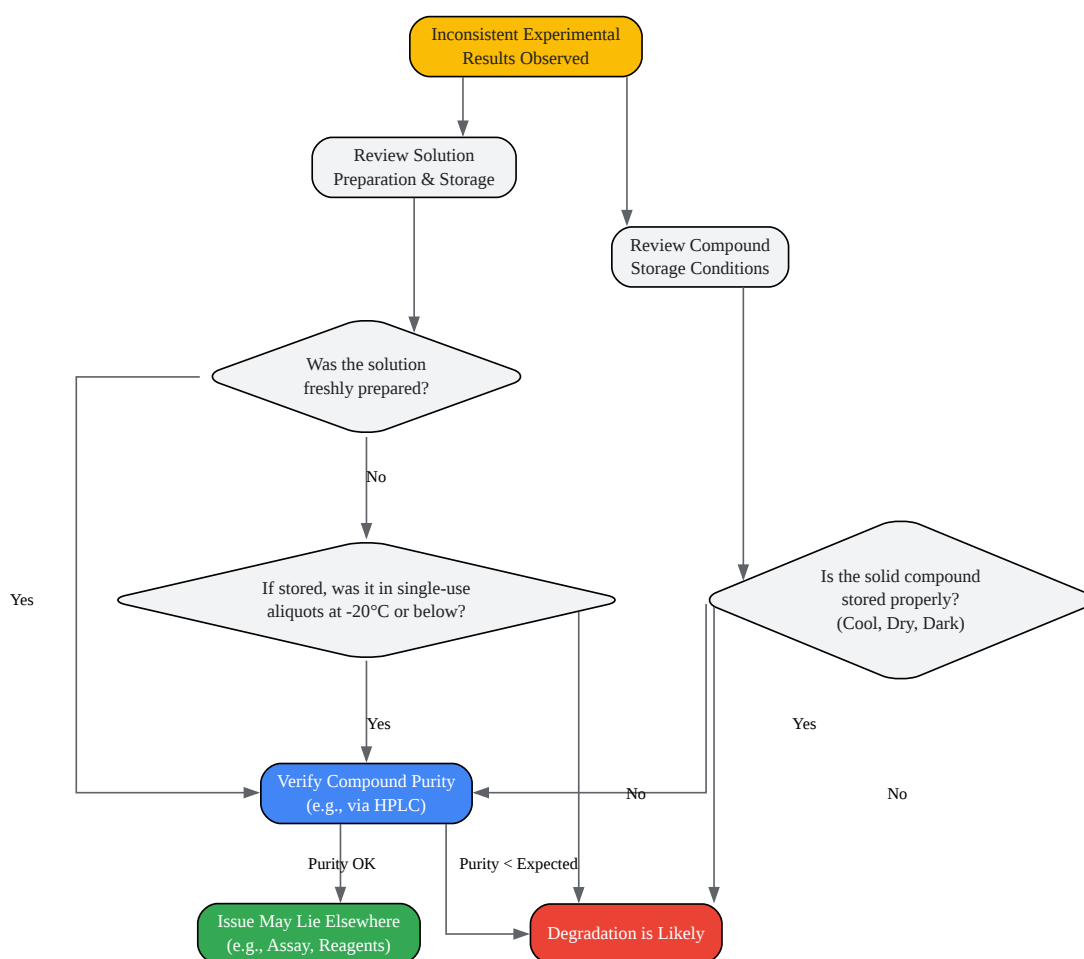 Inconsistent Experimental
Results Observed
Review Solution
Preparation & Storage
Review Compound
Storage Conditions
Was the solution
freshly prepared?
No
If stored, was it in single-use
aliquots at -20°C or below?
Is the solid compound
stored properly?
(Cool, Dry, Dark)
Yes
Yes
Yes
Verify Compound Purity
(e.g., via HPLC)
No
No
Purity OK
Purity < Expected
Issue May Lie Elsewhere
(e.g., Assay, Reagents)
Degradation is Likely